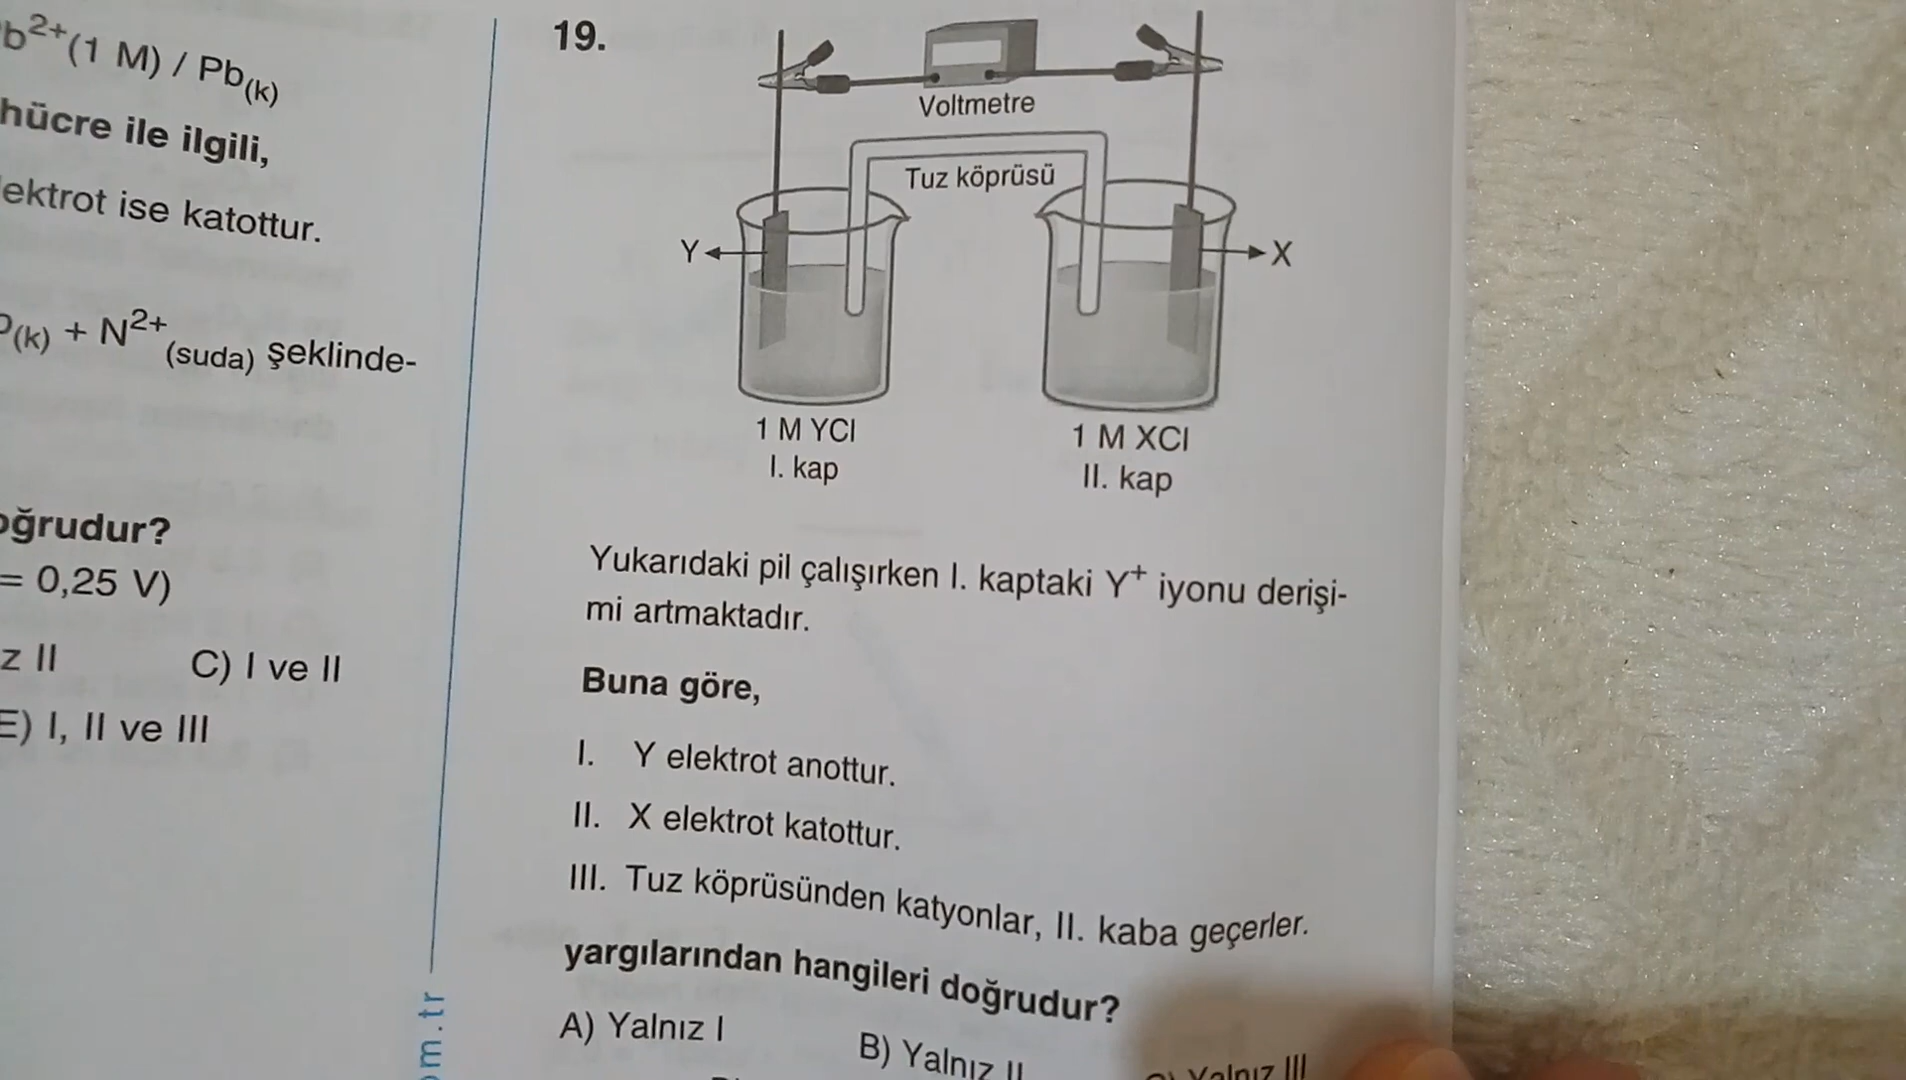 b2+(1 M) / Pb(k)
hücre ile ilgili,
ektrot ise katottur.
(k) + N2+(suda) şeklinde-
ğrudur?
= 0,25 V)
z II C) I ve II
E) I, II ve III
om.tr
19.
Voltmetre
Tuz köprüsü
Y
X
1 M YCl
I. kap
1 M XCl
II. kap
Yukarıdaki pil çalışırken I. kaptaki Y+ iyonu derişi-
mi artmaktadır.
Buna göre,
I. Y elektrot anottur.
II. X elektrot katottur.
III. Tuz köprüsünden katyonlar, II. kaba geçerler.
yargılarından hangileri doğrudur?
A) Yalnız I B) Yalnız II Yalnız III